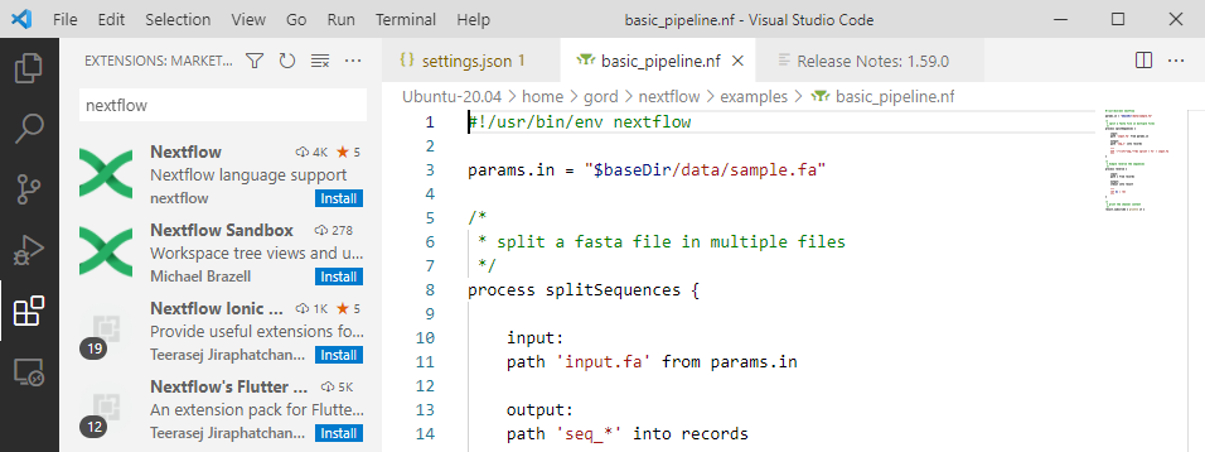 File Edit Selection View Go Run Terminal Help basic_pipeline.nf - Visual Studio Code
EXTENSIONS: MARKET...
nextflow
Nextflow 4K 5
Nextflow language support
nextflow Install
Nextflow Sandbox 278
Workspace tree views and u...
Michael Brazell Install
Nextflow Ionic ... 1K 5
Provide useful extensions fo...
19 Teerasej Jiraphatchan... Install
Nextflow's Flutter ... 5K
An extension pack for Flutte...
12 Teerasej Jiraphatchan... Install
{} settings.json 1 basic_pipeline.nf Release Notes: 1.59.0
Ubuntu-20.04 > home > gord > nextflow > examples > basic_pipeline.nf
1 #!/usr/bin/env nextflow
2
3 params.in = "$baseDir/data/sample.fa"
4
5 /*
6 * split a fasta file in multiple files
7 */
8 process splitSequences {
9
10 input:
11 path 'input.fa' from params.in
12
13 output:
14 path 'seq_*' into records